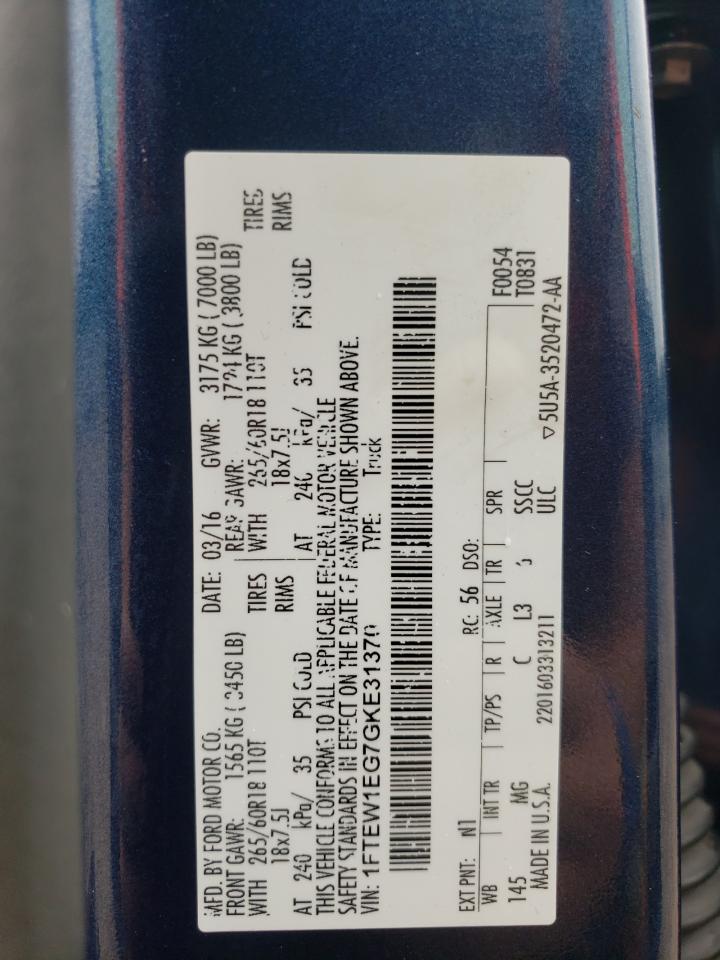 MFD. BY FORD MOTOR CO. DATE: 03/16 GVWR: 3175 KG ( 7000 LB)
FRONT GAWR: 1565 KG ( 3450 LB) REAR GAWR: 1724 KG ( 3800 LB)
WITH 265/60R18 110T TIRES WITH 265/60R18 110T TIRES
18x7.5J RIMS 18x7.5J RIMS
AT 240 kPa/ 35 PSI COLD AT 240 kPa/ 35 PSI COLD
THIS VEHICLE CONFORMS TO ALL APPLICABLE FEDERAL MOTOR VEHICLE
SAFETY STANDARDS IN EFFECT ON THE DATE OF MANUFACTURE SHOWN ABOVE.
VIN: 1FTEW1EG7GKE31379 TYPE: Truck
EXT PNT: N1 RC: 56 DSO: F0054
WB INT TR TP/PS R AXLE TR SPR T0831
145 MG C L3 SSCC
MADE IN U.S.A. 2201603313211 ULC ▽ 5U5A-3520472-AA